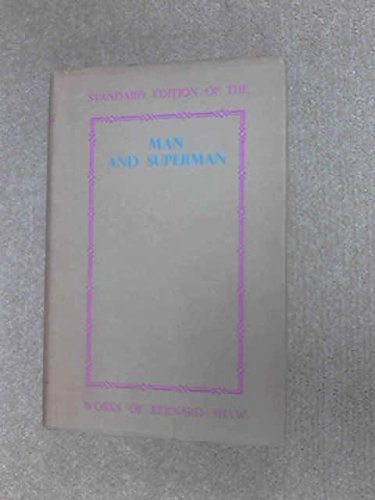 STANDARD EDITION OF THE
MAN
AND SUPERMAN
WORKS OF BERNARD SHAW